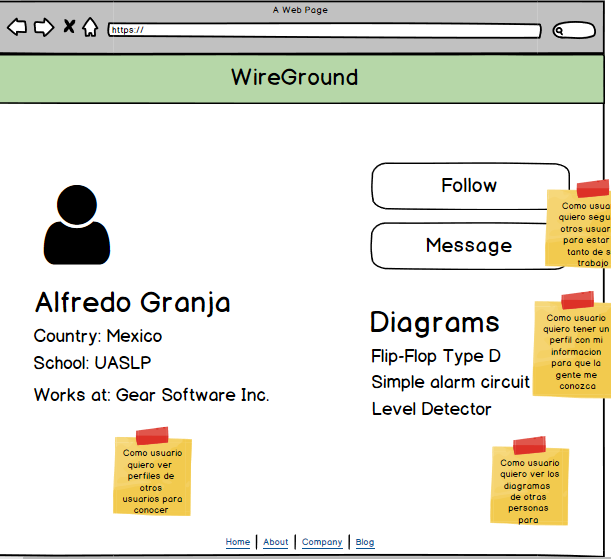 A Web Page
https://
WireGround
Follow
Message
Como
quiero
otros
para estar
tanto de
trabajo
Alfredo Granja
Country: Mexico
School: UASLP
Works at: Gear Software Inc.
Diagrams
Flip-Flop Type D
Simple alarm circuit
Level Detector
Como usuario
quiero tener un
perfil con mi
informacion
para que la
gente me
conozca
Como usuario
quiero ver
perfiles de
otros
usuarios para
conocer
Como usuario
quiero ver los
diagramas
de otras
personas
para
Home | About | Company | Blog